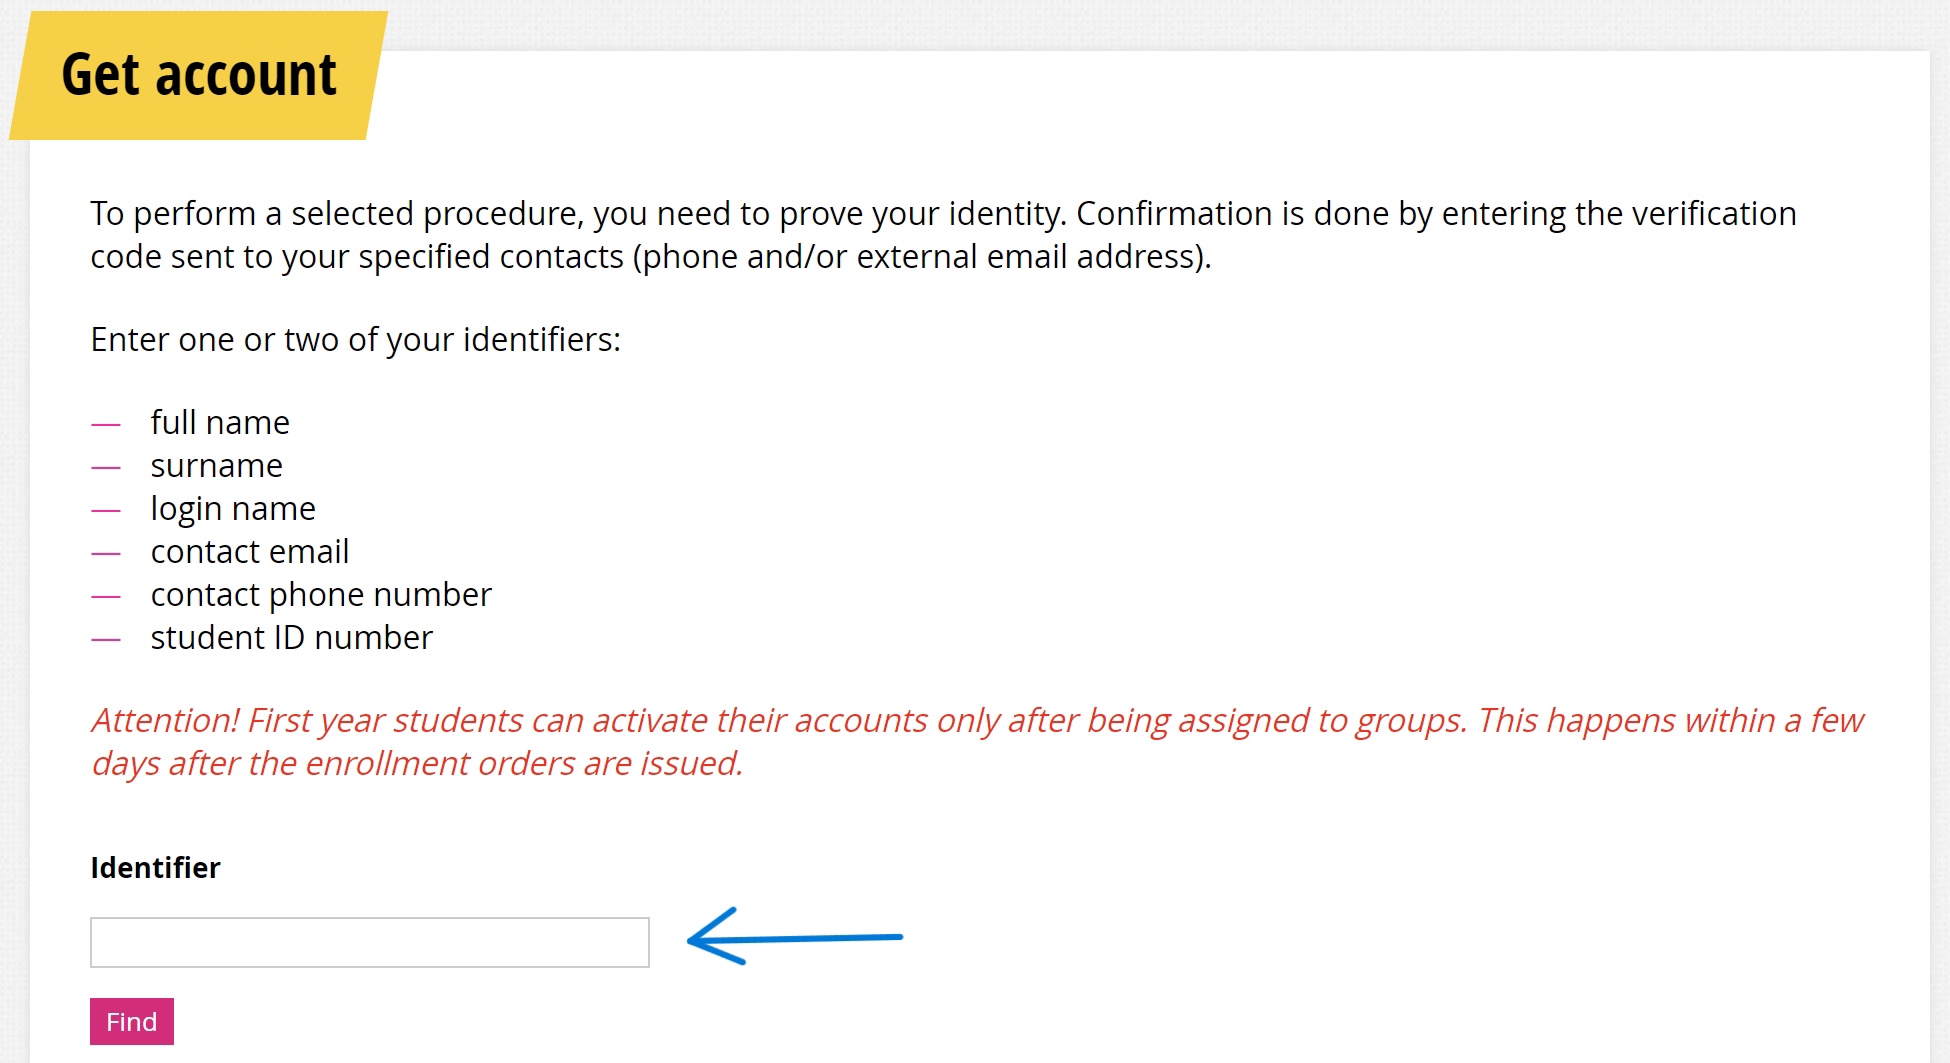 Get account
To perform a selected procedure, you need to prove your identity. Confirmation is done by entering the verification
code sent to your specified contacts (phone and/or external email address).
Enter one or two of your identifiers:
— full name
— surname
— login name
— contact email
— contact phone number
— student ID number
Attention! First year students can activate their accounts only after being assigned to groups. This happens within a few
days after the enrollment orders are issued.
Identifier
Find